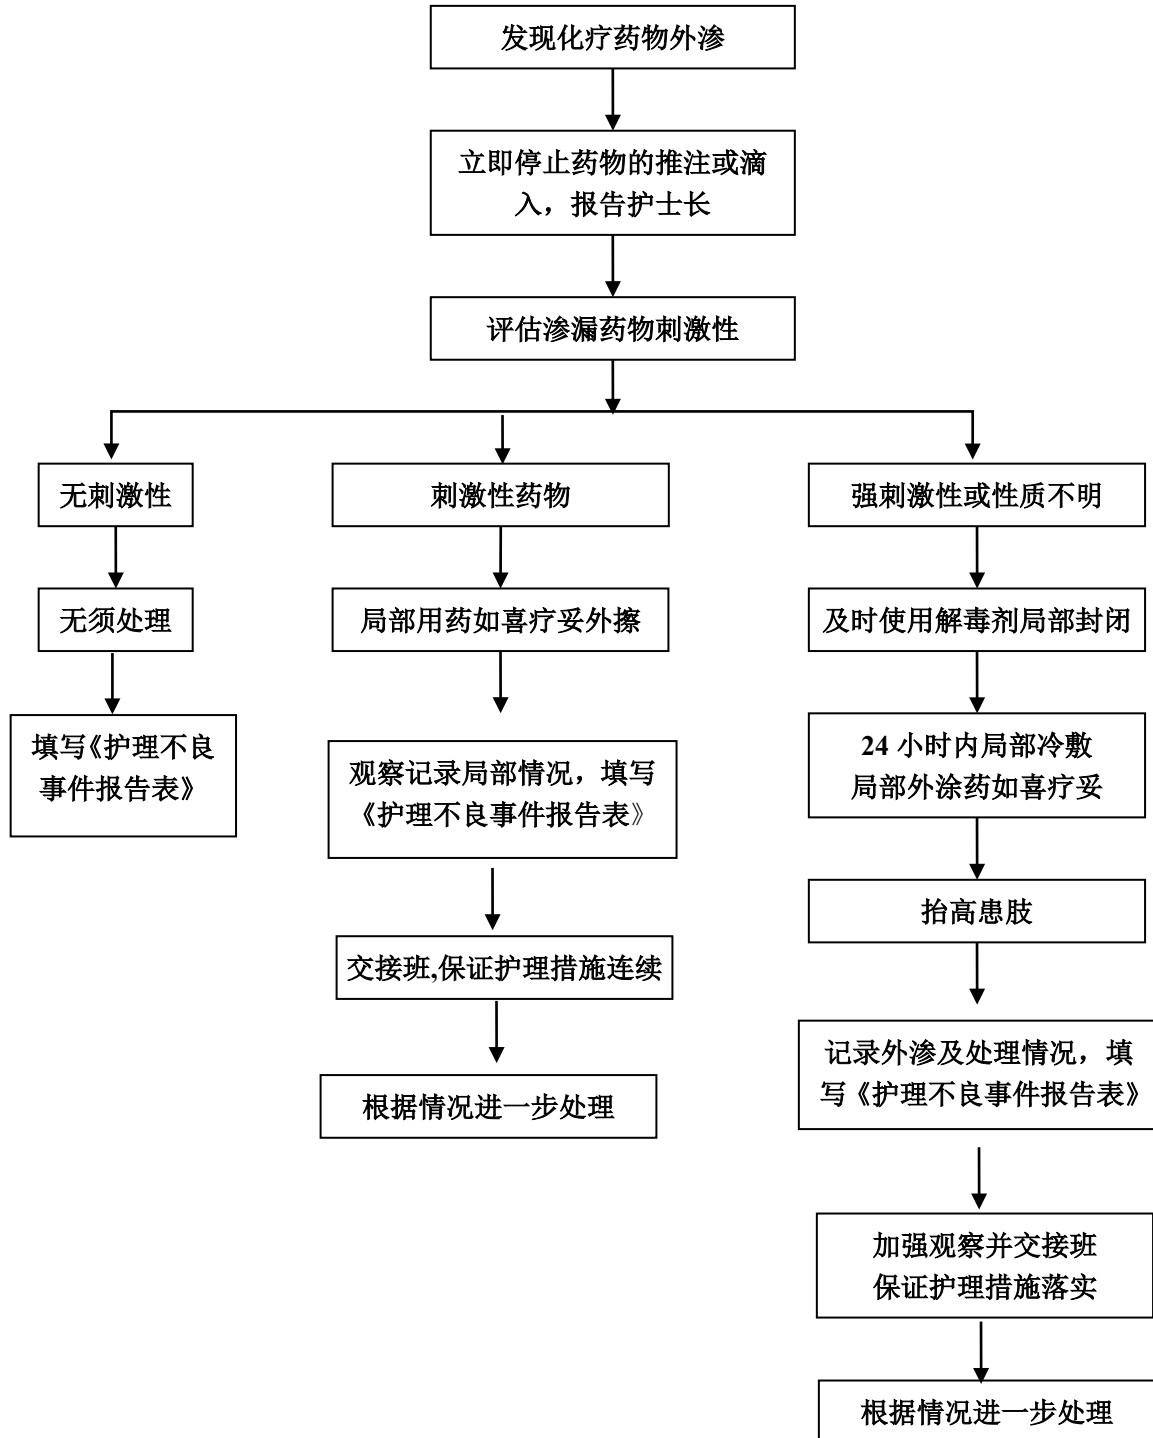 发现化疗药物外渗
立即停止药物的推注或滴
入，报告护士长
评估渗漏药物刺激性
无刺激性
刺激性药物
强刺激性或性质不明
无须处理
局部用药如喜疗妥外擦
及时使用解毒剂局部封闭
填写《护理不良
事件报告表》
观察记录局部情况，填写
《护理不良事件报告表》
24 小时内局部冷敷
局部外涂药如喜疗妥
抬高患肢
交接班,保证护理措施连续
记录外渗及处理情况，填
写《护理不良事件报告表》
根据情况进一步处理
加强观察并交接班
保证护理措施落实
根据情况进一步处理